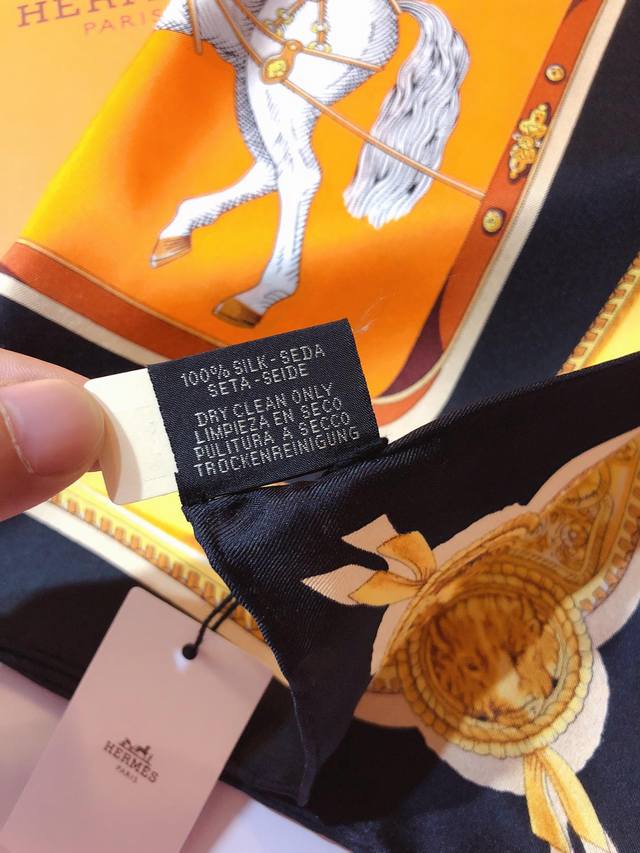 HERMÈS
PARIS
100% SILK - SEDA
SETA - SEIDE
DRY CLEAN ONLY
LIMPIEZA EN SECO
PULITURA A SECCO
TROCKENREINIGUNG
HERMÈS
PARIS